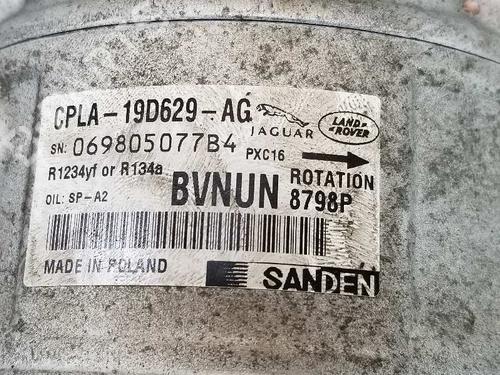 CPLA-19D629-AG
JAGUAR
LAND ROVER
SN: 069805077B4
PXC16
R1234yf or R134a
ROTATION
OIL: SP-A2
BVNUN
8798P
MADE IN POLAND
SANDEN